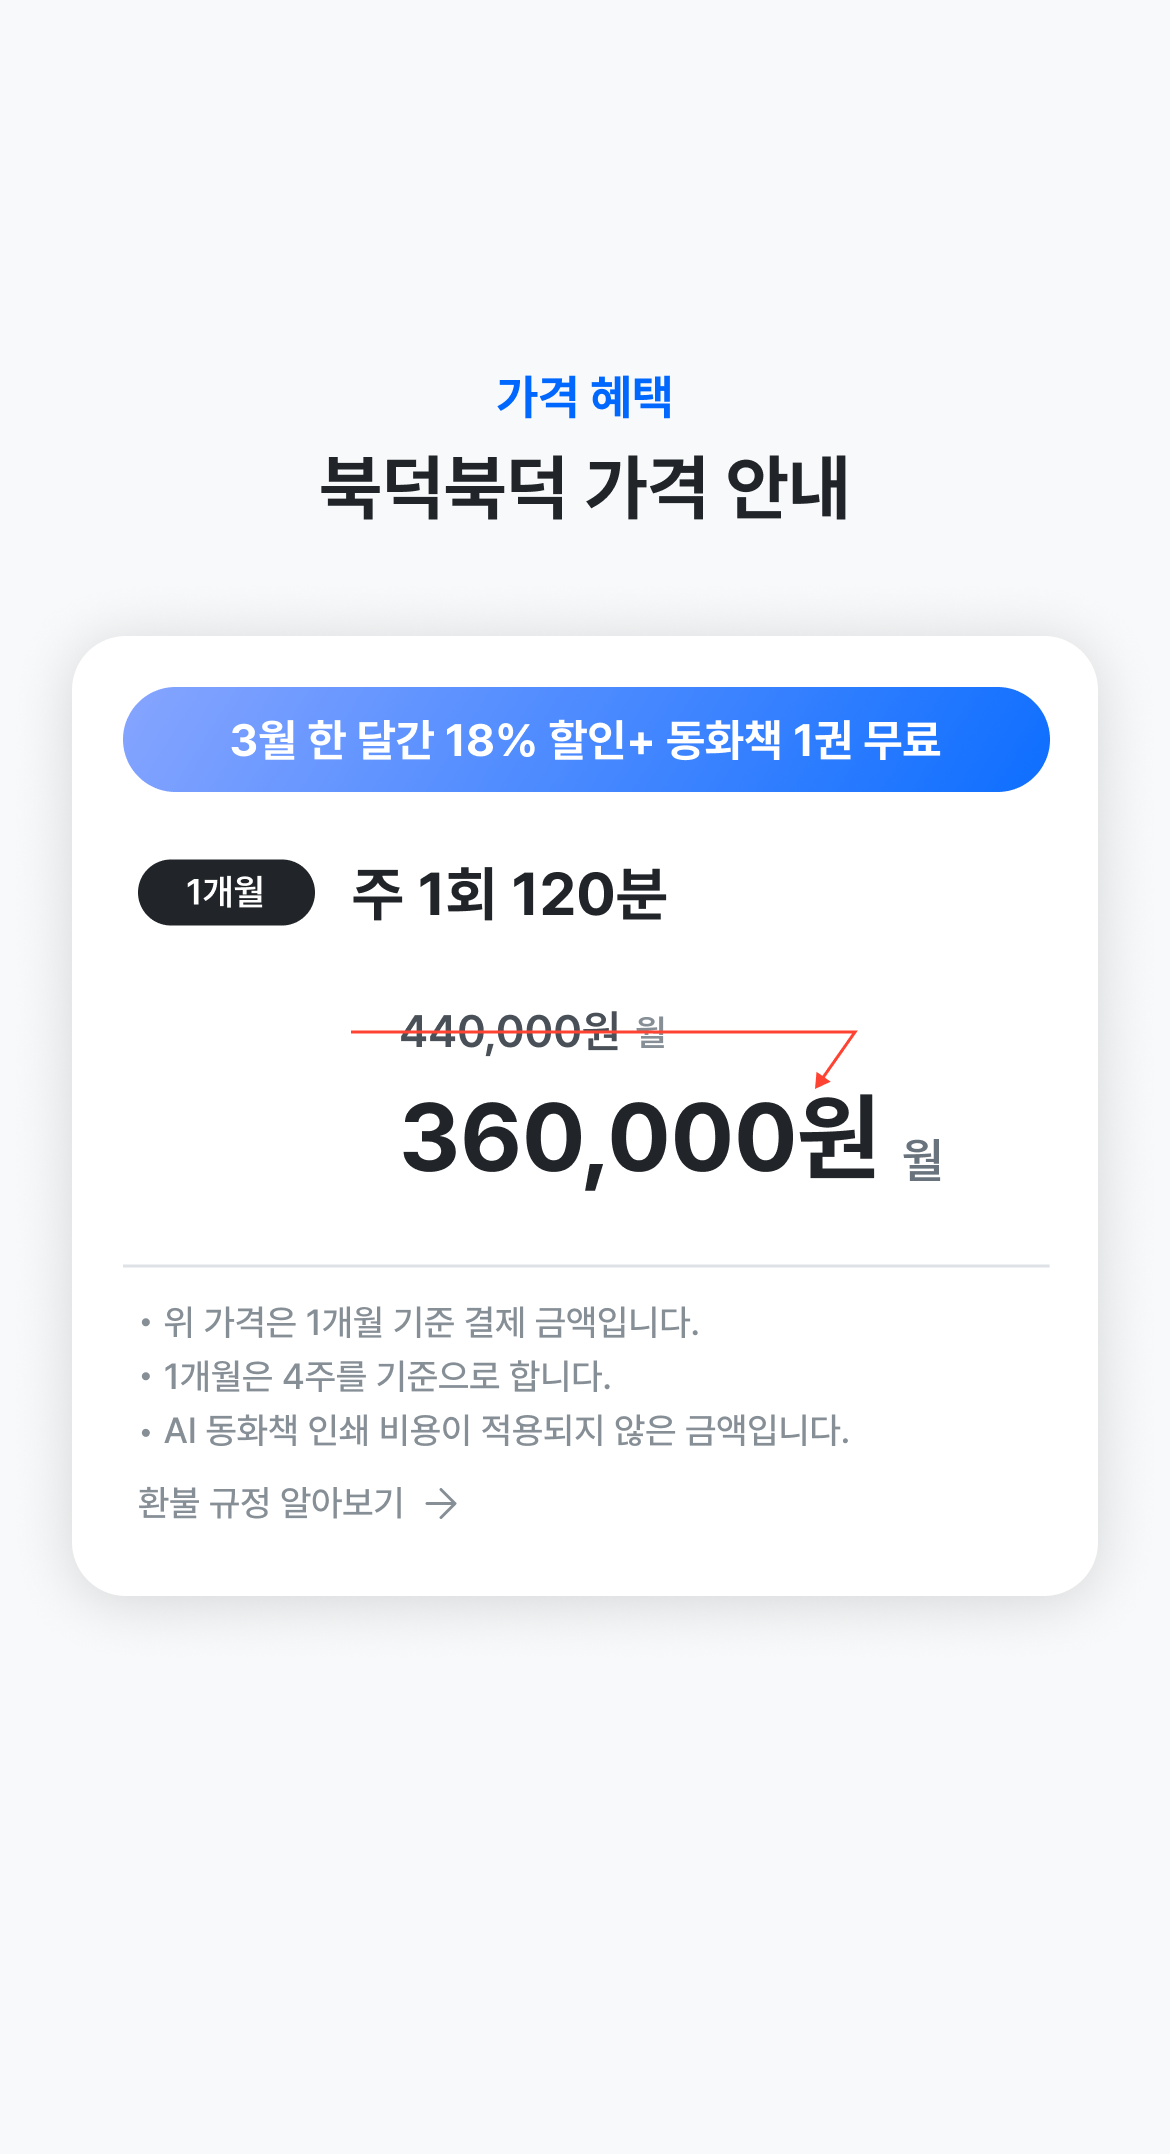 가격 혜택
북덕북덕 가격 안내
3월 한 달간 18% 할인+ 동화책 1권 무료
1개월 주 1회 120분
440,000원 월
360,000원 월
• 위 가격은 1개월 기준 결제 금액입니다.
• 1개월은 4주를 기준으로 합니다.
• AI 동화책 인쇄 비용이 적용되지 않은 금액입니다.
환불 규정 알아보기 →